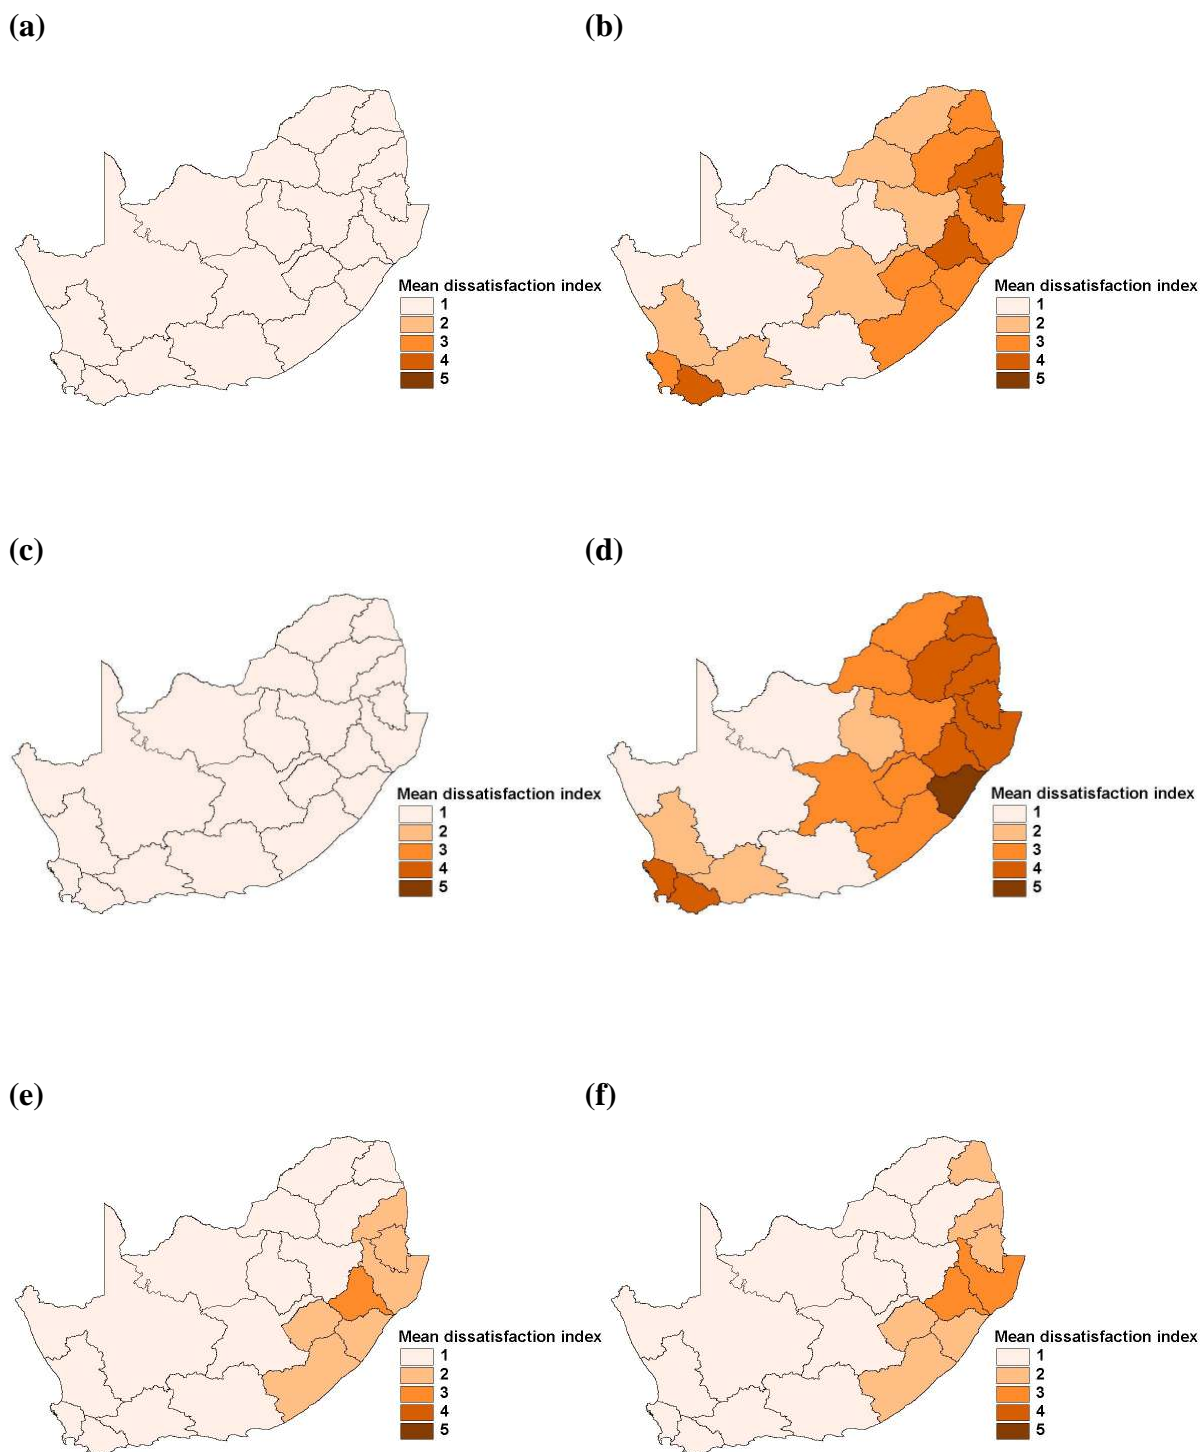 (a)
(b)
Mean dissatisfaction index
1
2
3
4
5
Mean dissatisfaction index
1
2
3
4
5
(c)
(d)
Mean dissatisfaction index
1
2
3
4
5
Mean dissatisfaction index
1
2
3
4
5
(e)
(f)
Mean dissatisfaction index
1
2
3
4
5
Mean dissatisfaction index
1
2
3
4
5